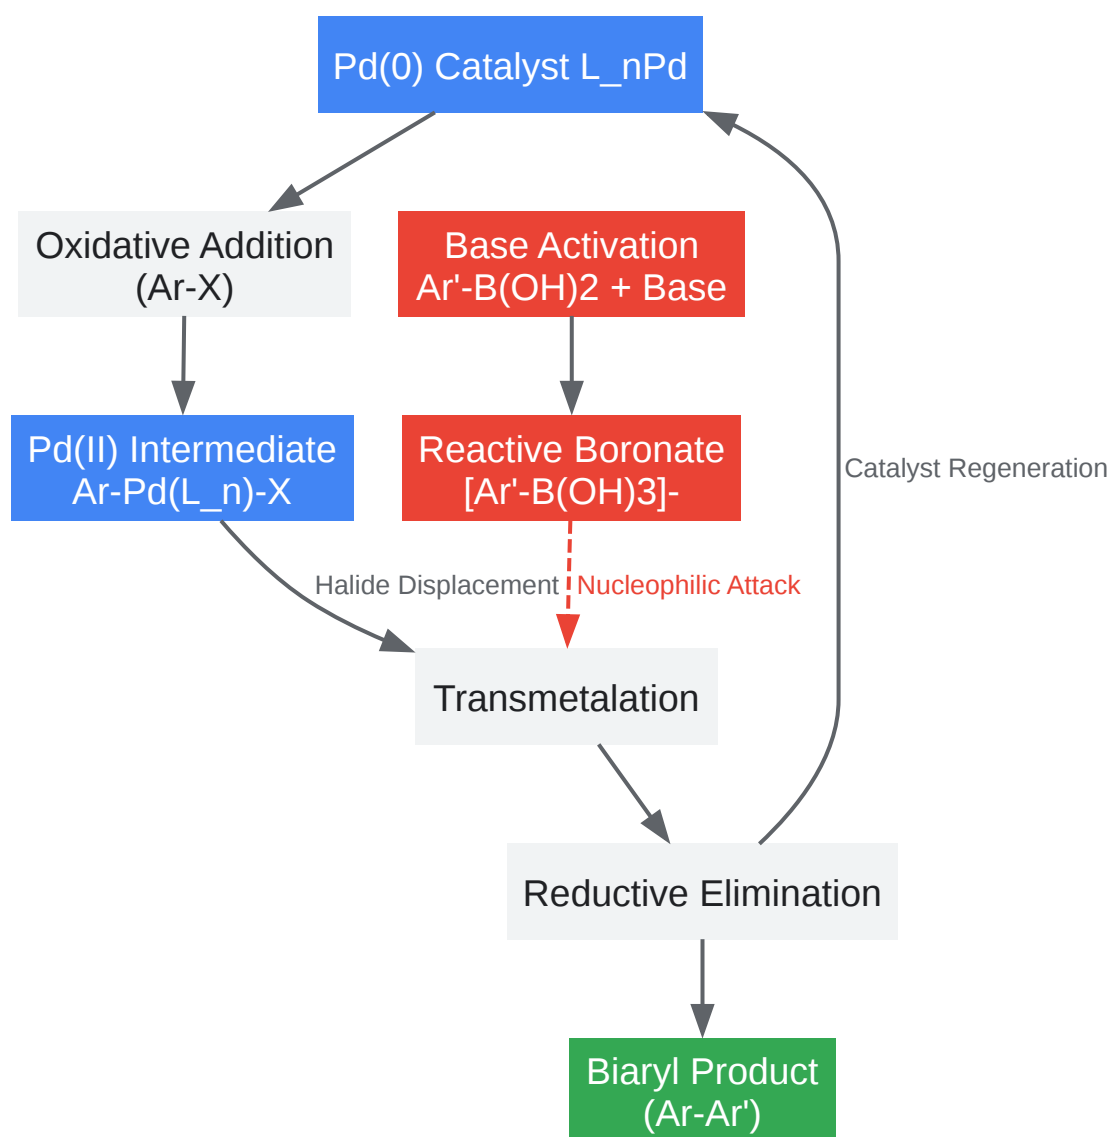 Pd(0) Catalyst L_nPd
Oxidative Addition
(Ar-X)
Base Activation
Ar'-B(OH)2 + Base
Pd(II) Intermediate
Ar-Pd(L_n)-X
Reactive Boronate
[Ar'-B(OH)3]-
Catalyst Regeneration
Halide Displacement
Nucleophilic Attack
Transmetalation
Reductive Elimination
Biaryl Product
(Ar-Ar')